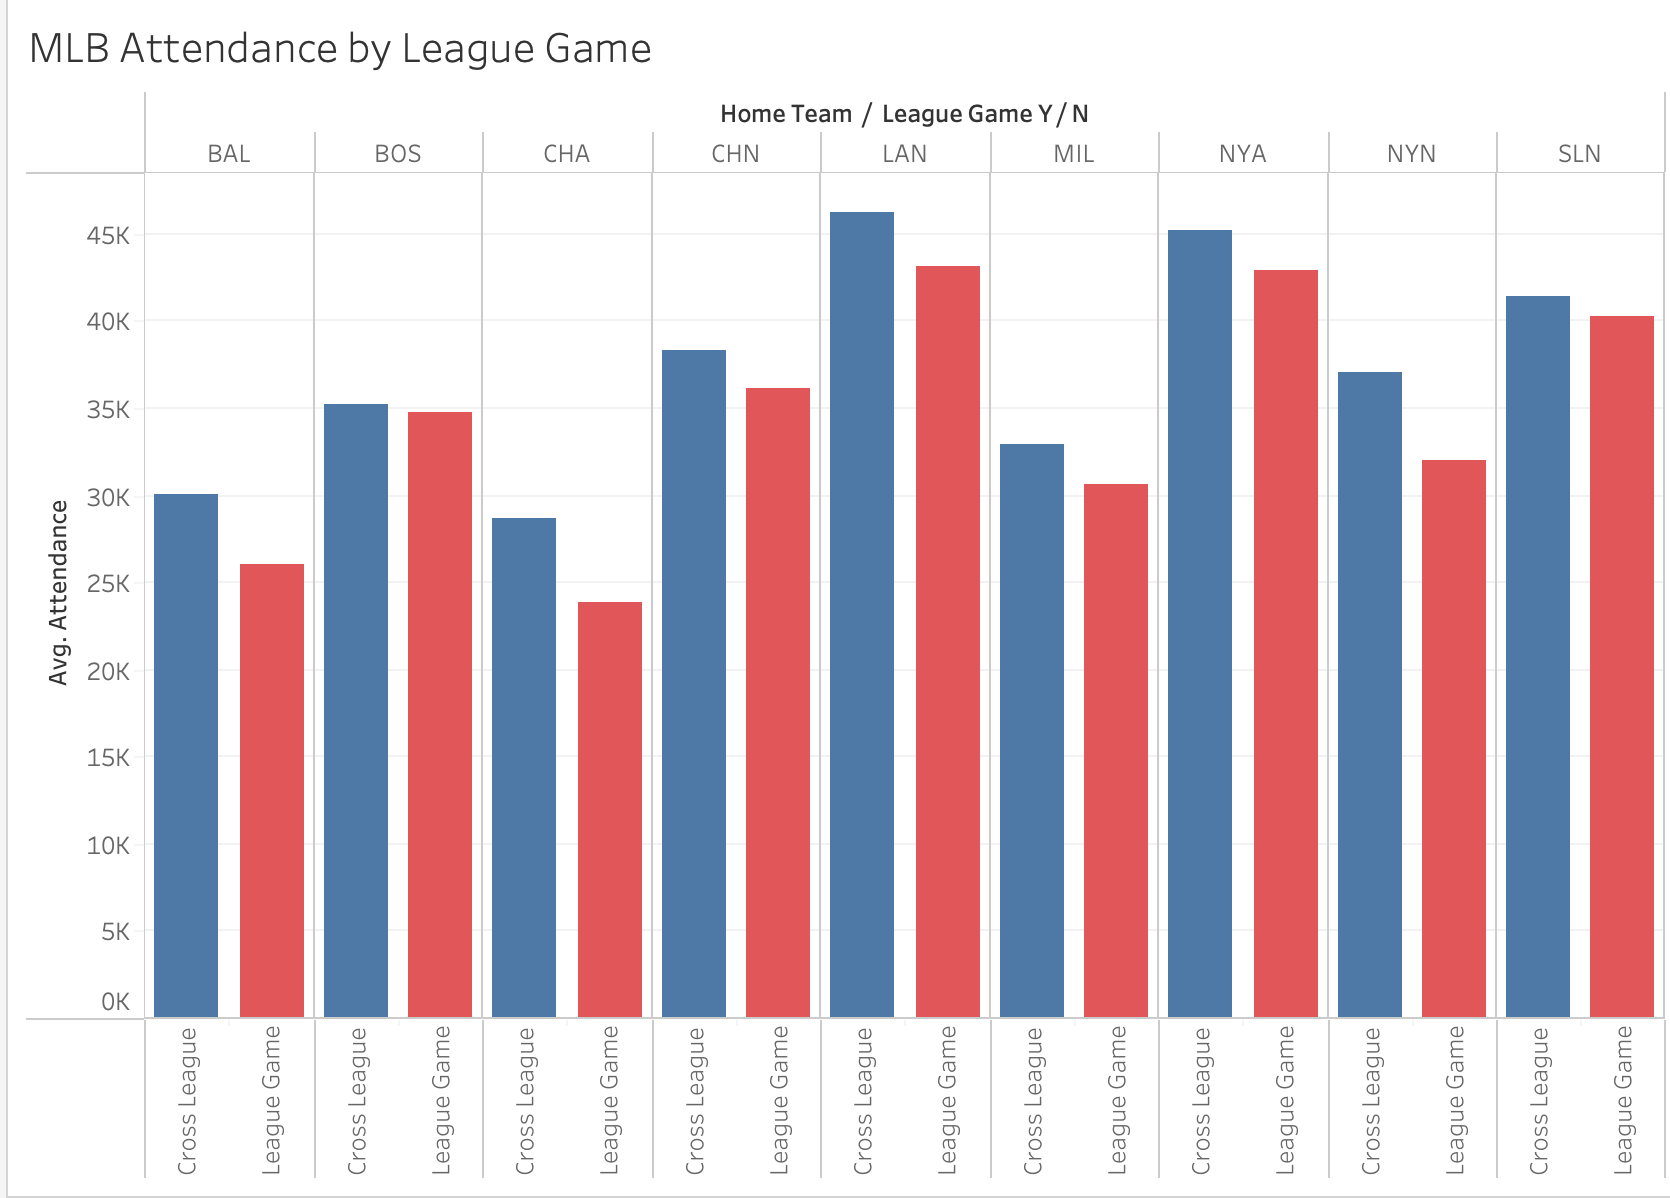 MLB Attendance by League Game
Home Team / League Game Y / N
BAL BOS CHA CHN LAN MIL NYA NYN SLN
Avg. Attendance
45K
40K
35K
30K
25K
20K
15K
10K
5K
0K
Cross League League Game Cross League League Game Cross League League Game Cross League League Game Cross League League Game Cross League League Game Cross League League Game Cross League League Game Cross League League Game